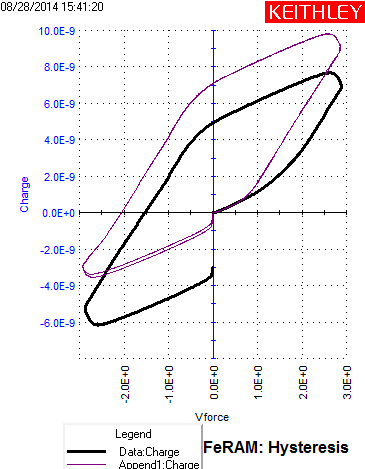 08/28/2014 15:41:20
KEITHLEY
10.0E-9
8.0E-9
6.0E-9
4.0E-9
2.0E-9
0.0E+0
-2.0E-9
-4.0E-9
-6.0E-9
Charge
-2.0E+0
-1.0E+0
0.0E+0
1.0E+0
2.0E+0
3.0E+0
Vforce
Legend
Data:Charge
Append1:Charge
FeRAM: Hysteresis